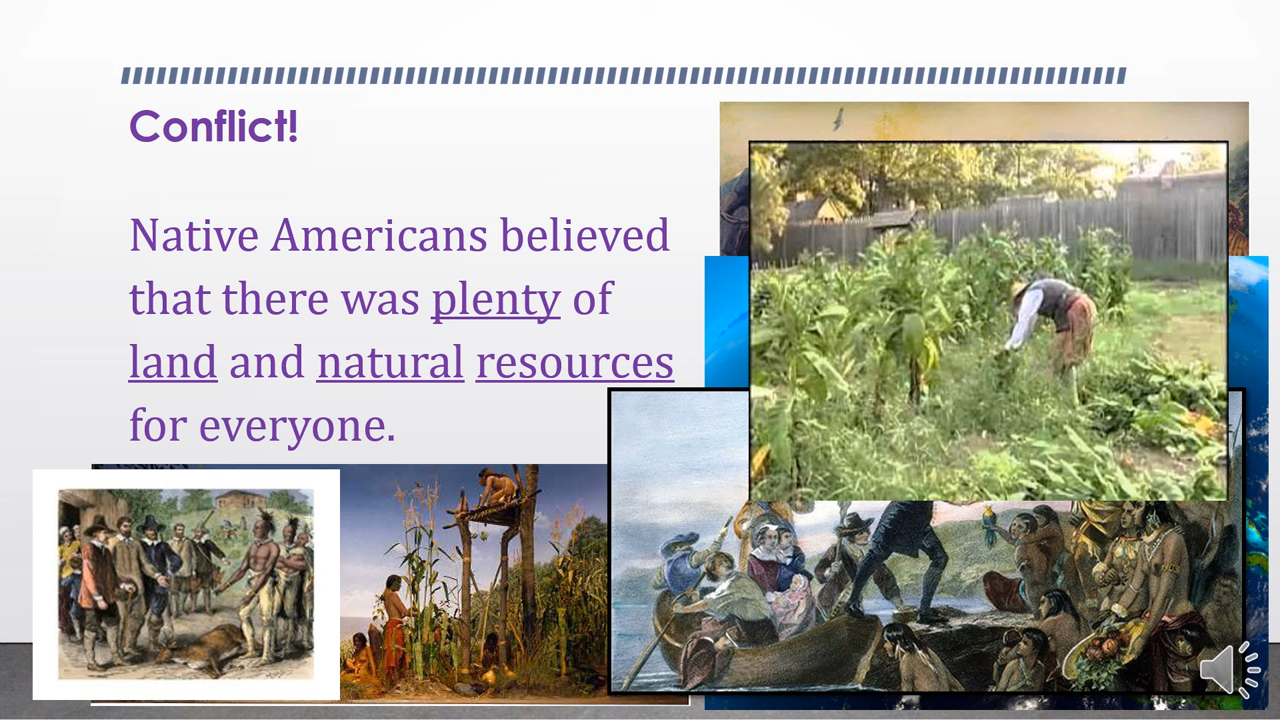 Conflict!
Native Americans believed
that there was plenty of
land and natural resources
for everyone.